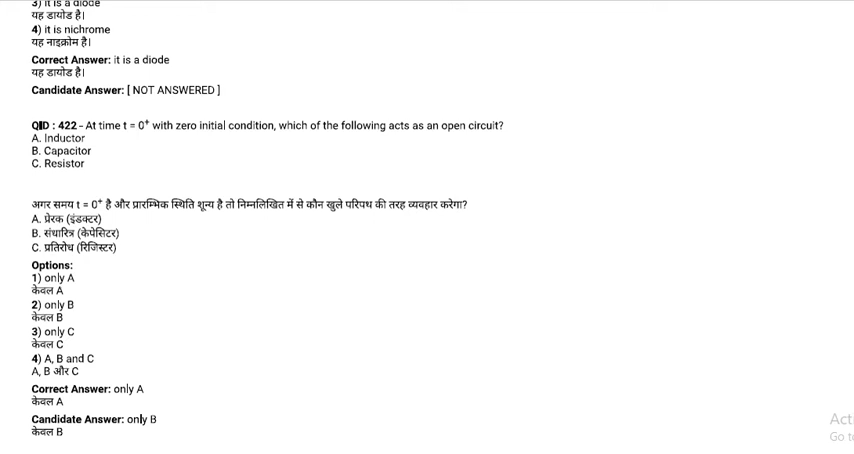 3) it is a diode
यह डायोड है।
4) it is nichrome
यह नाइक्रोम है।
Correct Answer: it is a diode
यह डायोड है।
Candidate Answer: [ NOT ANSWERED ]
QID : 422 - At time t = 0⁺ with zero initial condition, which of the following acts as an open circuit?
A. Inductor
B. Capacitor
C. Resistor
अगर समय t = 0⁺ है और प्रारम्भिक स्थिति शून्य है तो निम्नलिखित में से कौन खुले परिपथ की तरह व्यवहार करेगा?
A. प्रेरक (इंडक्टर)
B. संधारित्र (केपेसिटर)
C. प्रतिरोध (रिजिस्टर)
Options:
1) only A
केवल A
2) only B
केवल B
3) only C
केवल C
4) A, B and C
A, B और C
Correct Answer: only A
केवल A
Candidate Answer: only B
केवल B
Act
Go to